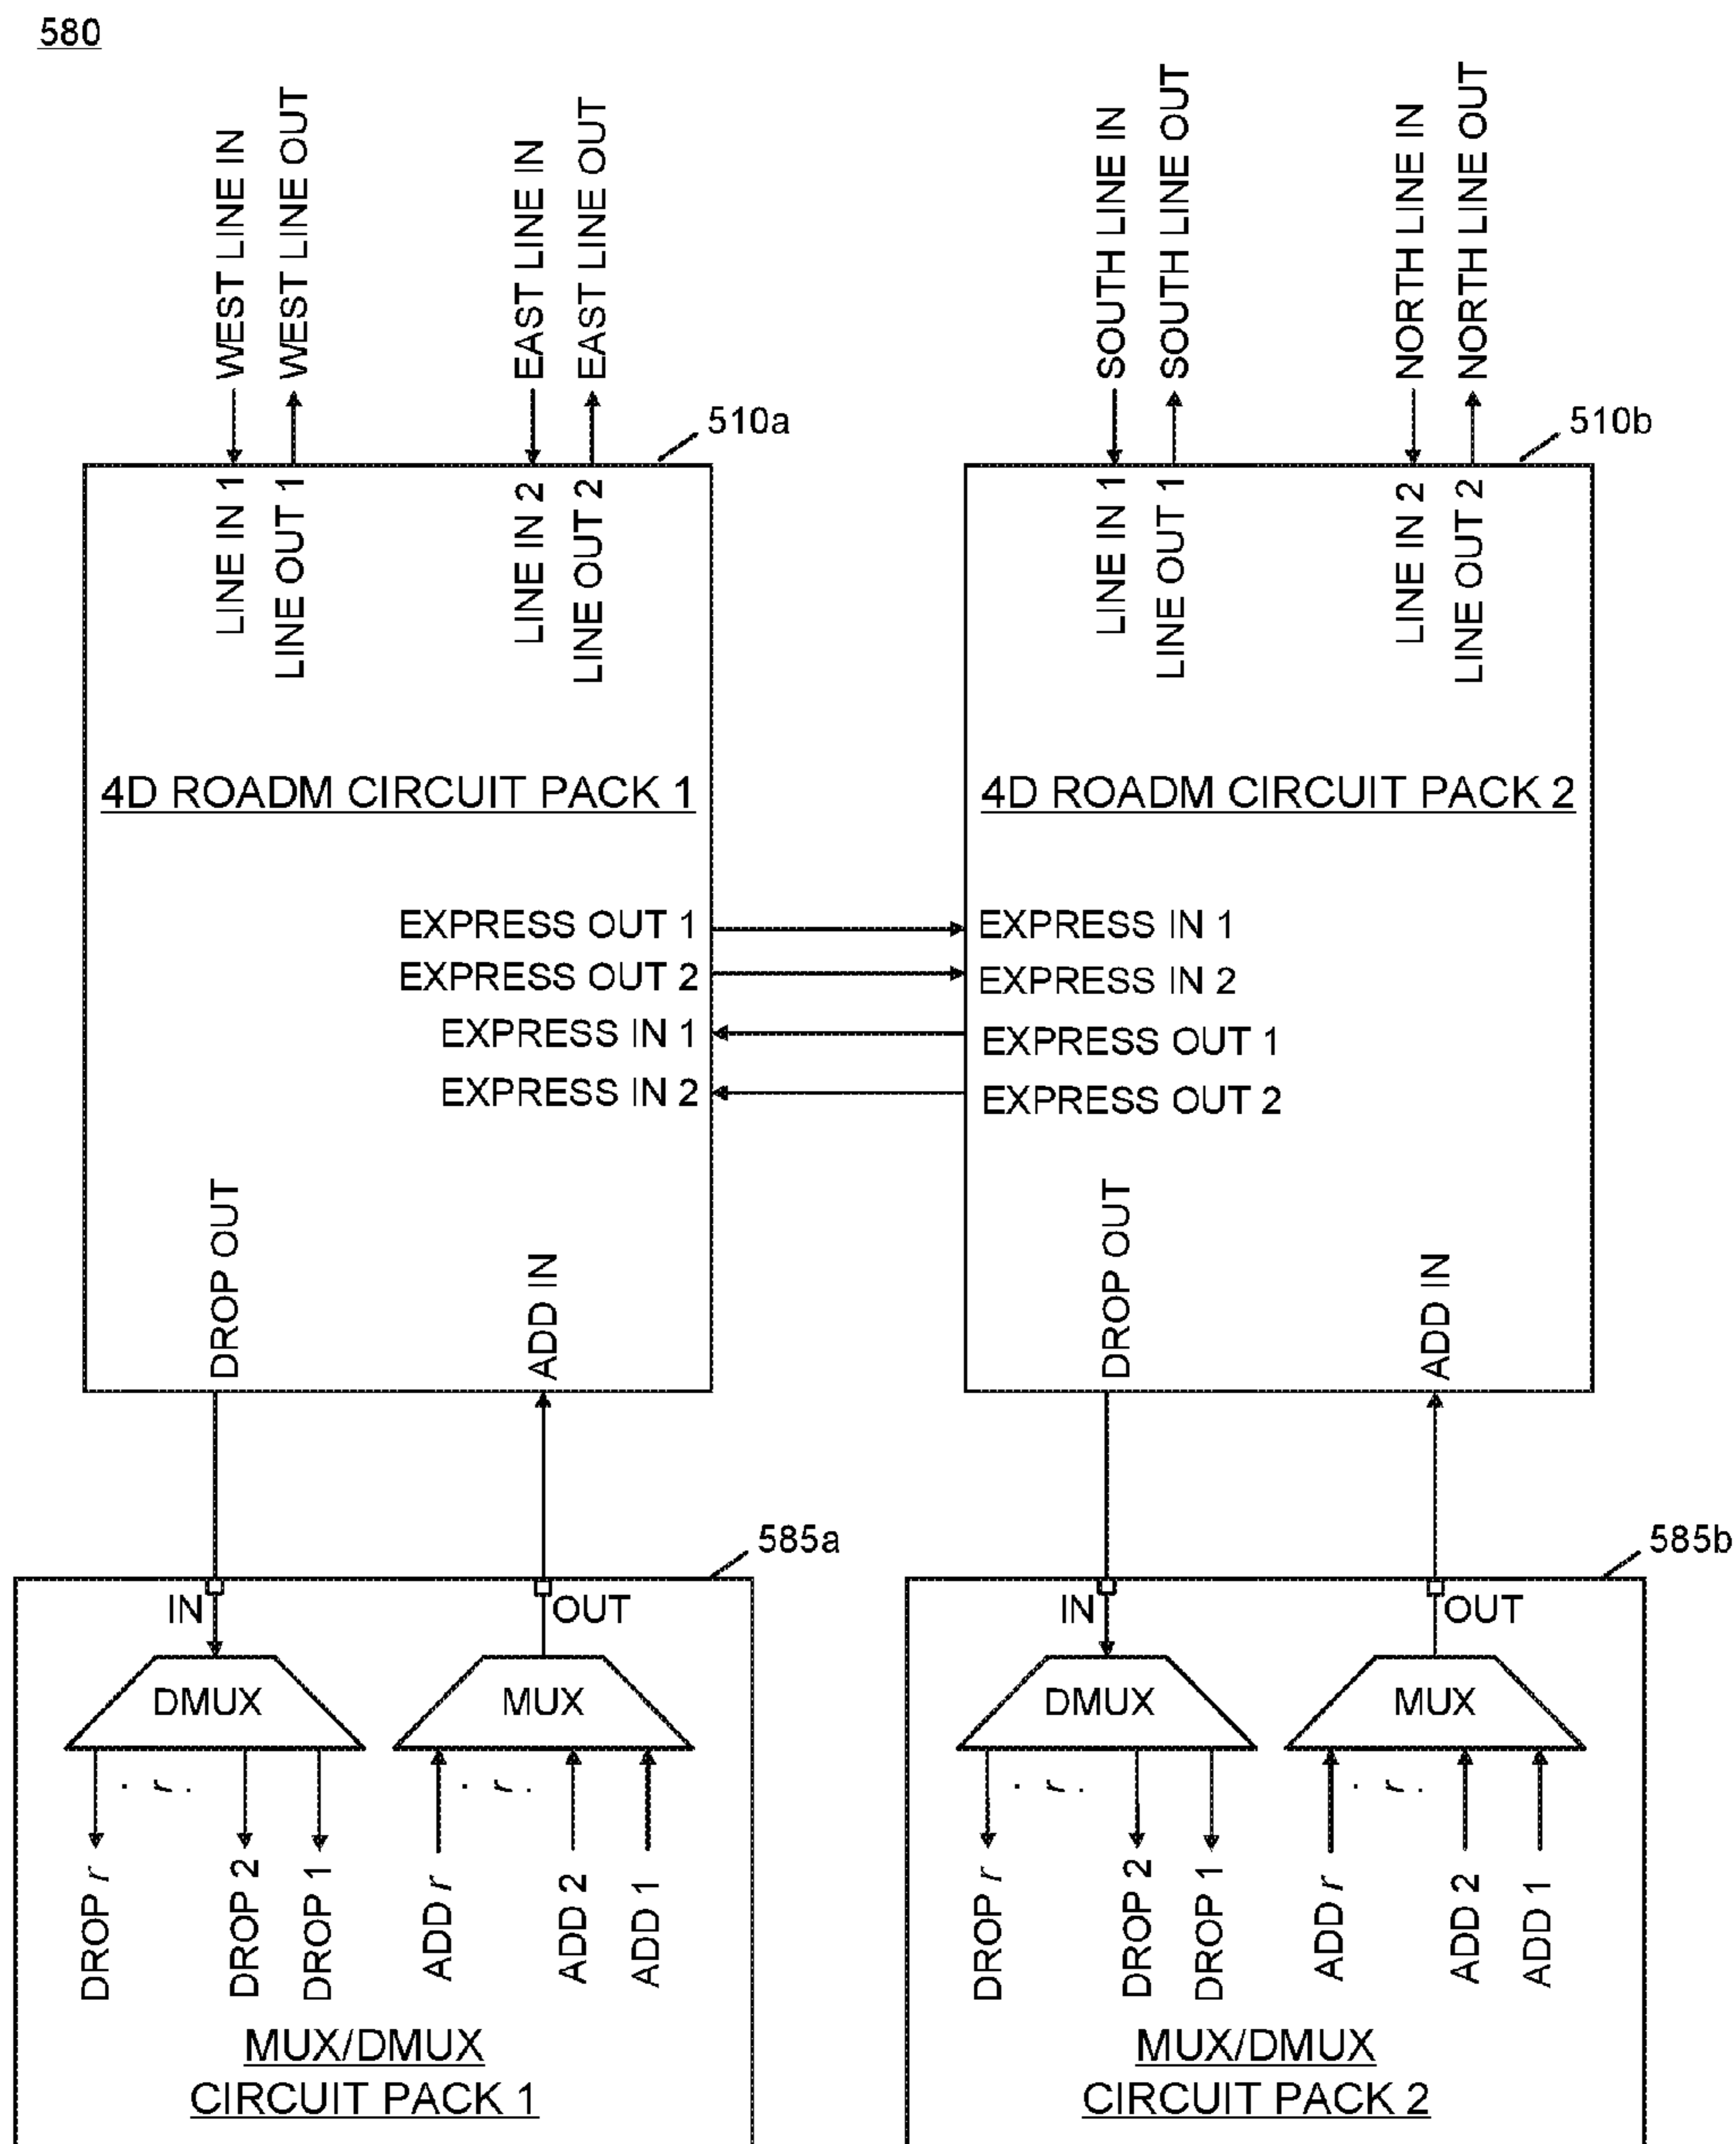 580
WEST LINE IN
WEST LINE OUT
EAST LINE IN
EAST LINE OUT
SOUTH LINE IN
SOUTH LINE OUT
NORTH LINE IN
NORTH LINE OUT
510a
510b
LINE IN 1
LINE OUT 1
LINE IN 2
LINE OUT 2
LINE IN 1
LINE OUT 1
LINE IN 2
LINE OUT 2
4D ROADM CIRCUIT PACK 1
4D ROADM CIRCUIT PACK 2
EXPRESS OUT 1
EXPRESS OUT 2
EXPRESS IN 1
EXPRESS IN 2
EXPRESS IN 1
EXPRESS IN 2
EXPRESS OUT 1
EXPRESS OUT 2
DROP OUT
ADD IN
DROP OUT
ADD IN
585a
585b
IN
OUT
DMUX
MUX
. r .
. r .
DROP r
DROP 2
DROP 1
ADD r
ADD 2
ADD 1
MUX/DMUX
CIRCUIT PACK 1
IN
OUT
DMUX
MUX
. r .
. r .
DROP r
DROP 2
DROP 1
ADD r
ADD 2
ADD 1
MUX/DMUX
CIRCUIT PACK 2